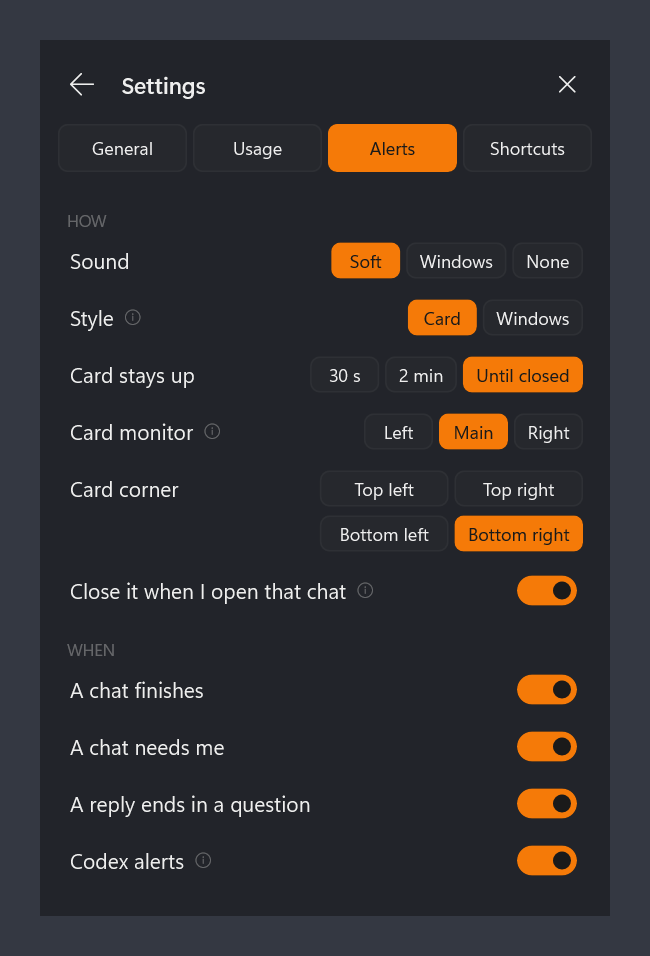 Settings
General Usage Alerts Shortcuts
HOW
Sound Soft Windows None
Style Card Windows
Card stays up 30 s 2 min Until closed
Card monitor Left Main Right
Card corner Top left Top right
Bottom left Bottom right
Close it when I open that chat
WHEN
A chat finishes
A chat needs me
A reply ends in a question
Codex alerts